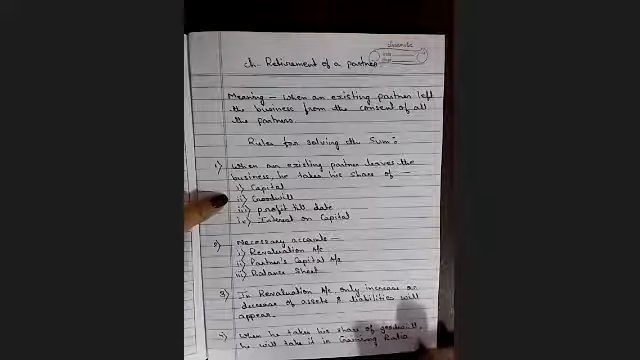 classmate
Date
Page
ch- Retirement of a partner
Meaning - When an existing partner left
the business from the consent of all
the partners.
Rules for solving the Sum:
1) When an existing partner leaves the
business, he takes his share of -
i) Capital
ii) Goodwill
iii) profit till date
iv) Interest on Capital
2) Necessary accounts -
i) Revaluation A/c
ii) Partner's Capital A/c
iii) Balance Sheet
3) In Revaluation A/c only increase or
decrease of assets & liabilities will
appear.
4) When he takes his share of goodwill,
he will take it in Gaining Ratio